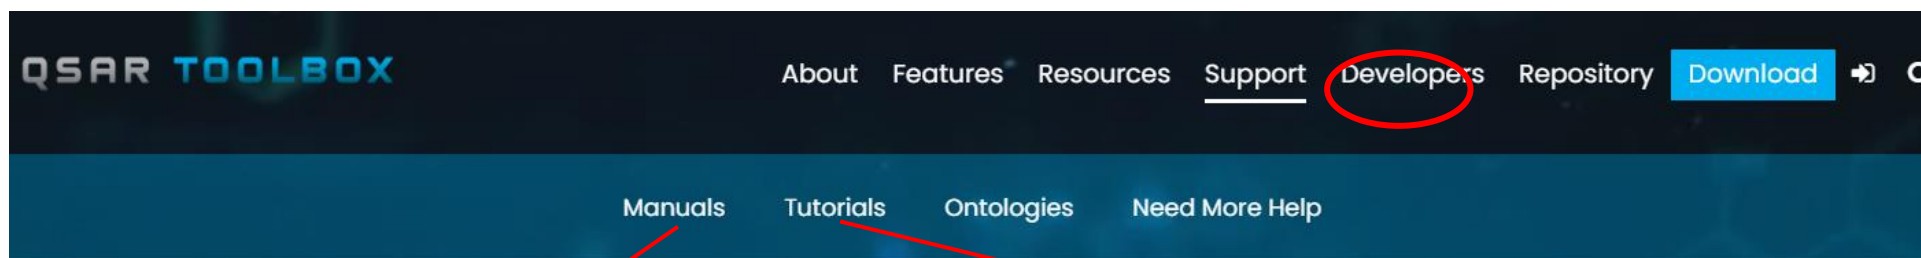 QSAR TOOLBOX
About Features Resources Support Developers Repository Download
Manuals Tutorials Ontologies Need More Help